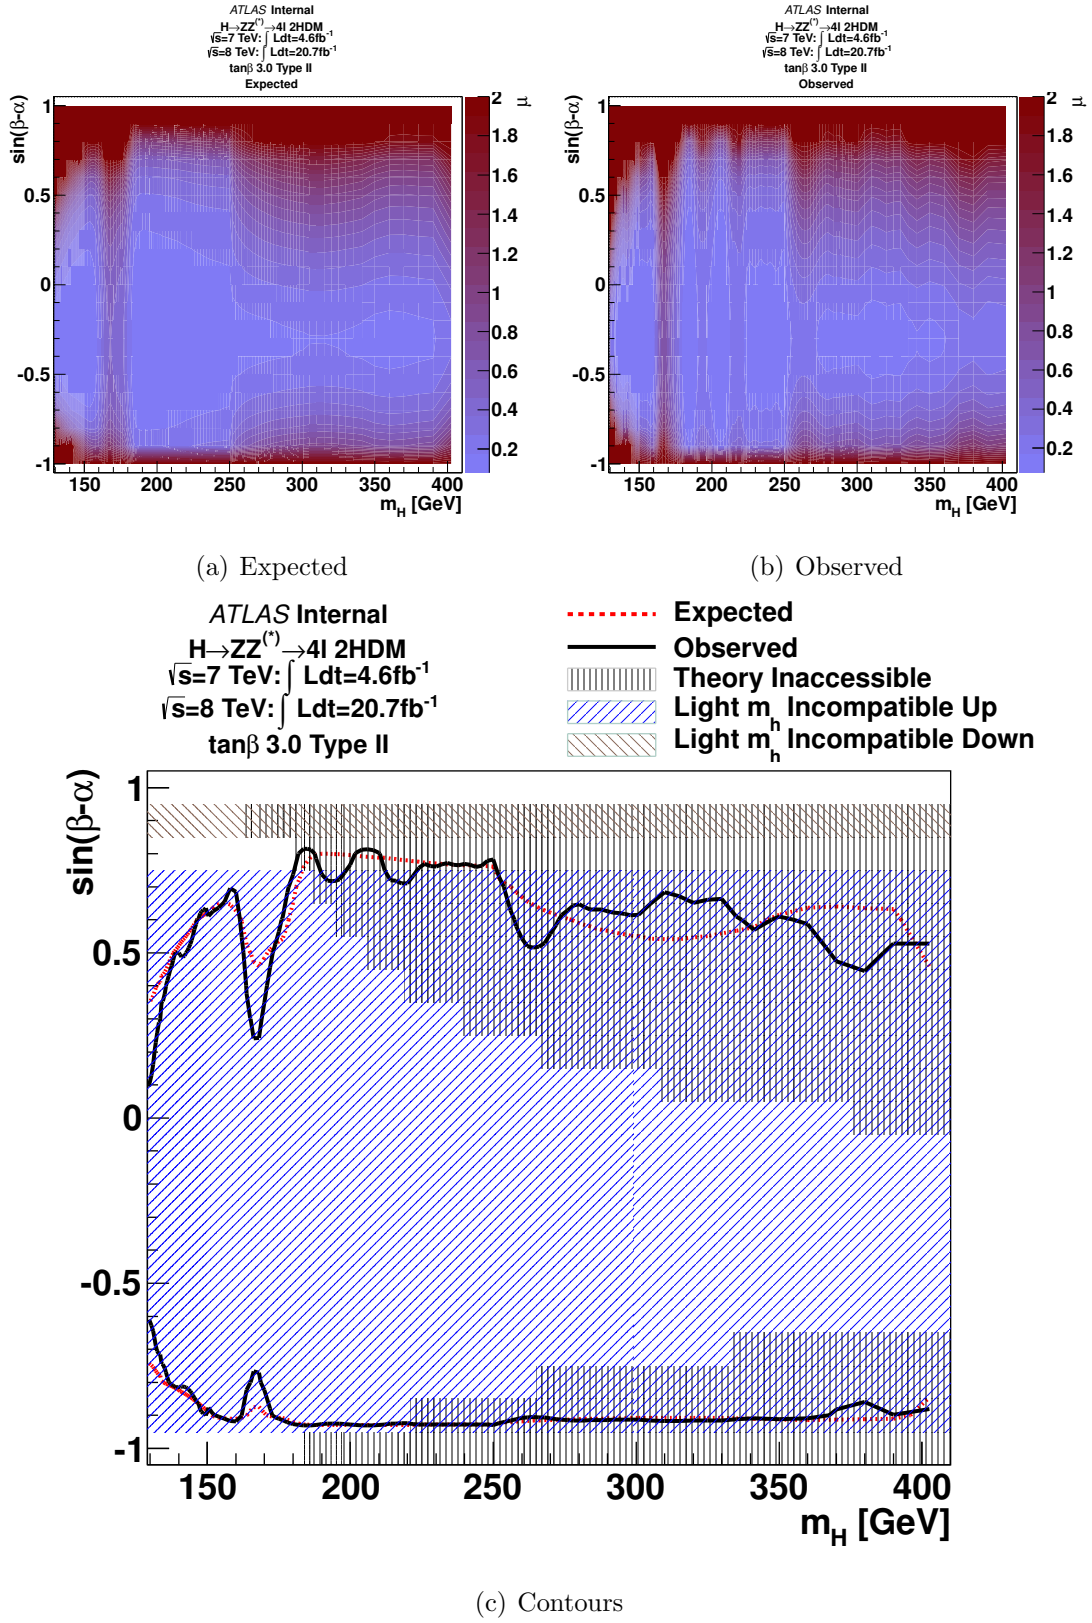 ATLAS Internal
H→ZZ(*)→4l 2HDM
√s=7 TeV:∫ Ldt=4.6fb-1
√s=8 TeV:∫ Ldt=20.7fb-1
tanβ 3.0 Type II
Expected
sin(β-α)
1
0.5
0
-0.5
-1
150 200 250 300 350 400
mH [GeV]
2 μ
1.8
1.6
1.4
1.2
1
0.8
0.6
0.4
0.2
(a) Expected
ATLAS Internal
H→ZZ(*)→4l 2HDM
√s=7 TeV:∫ Ldt=4.6fb-1
√s=8 TeV:∫ Ldt=20.7fb-1
tanβ 3.0 Type II
Observed
sin(β-α)
1
0.5
0
-0.5
-1
150 200 250 300 350 400
mH [GeV]
2 μ
1.8
1.6
1.4
1.2
1
0.8
0.6
0.4
0.2
(b) Observed
ATLAS Internal
H→ZZ(*)→4l 2HDM
√s=7 TeV:∫ Ldt=4.6fb-1
√s=8 TeV:∫ Ldt=20.7fb-1
tanβ 3.0 Type II
Expected
Observed
Theory Inaccessible
Light mh Incompatible Up
Light mh Incompatible Down
sin(β-α)
1
0.5
0
-0.5
-1
150 200 250 300 350 400
mH [GeV]
(c) Contours